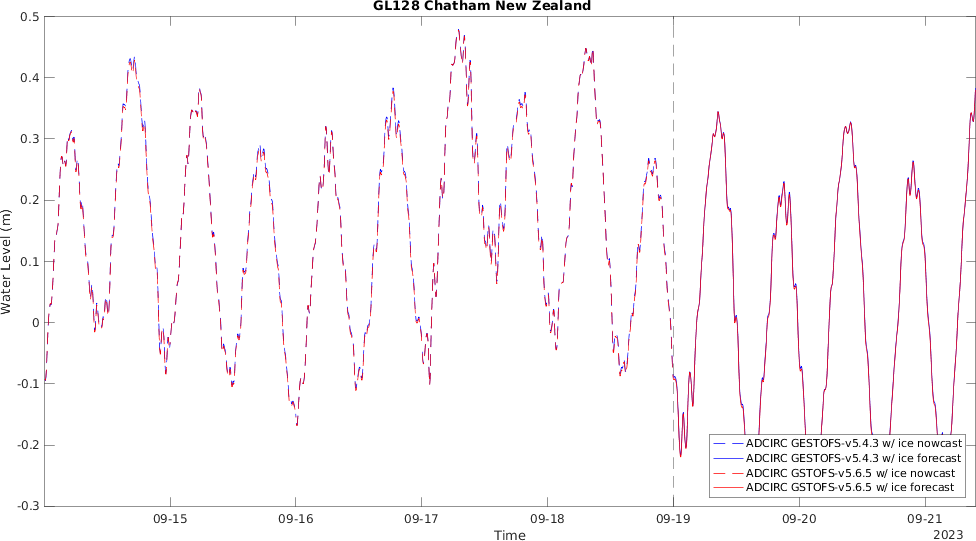 GL128 Chatham New Zealand
0.5
0.4
0.3
0.2
0.1
0
-0.1
-0.2
-0.3
Water Level (m)
ADCIRC GESTOFS-v5.4.3 w/ ice nowcast
ADCIRC GESTOFS-v5.4.3 w/ ice forecast
ADCIRC GSTOFS-v5.6.5 w/ ice nowcast
ADCIRC GSTOFS-v5.6.5 w/ ice forecast
09-15 09-16 09-17 09-18 09-19 09-20 09-21
Time
2023